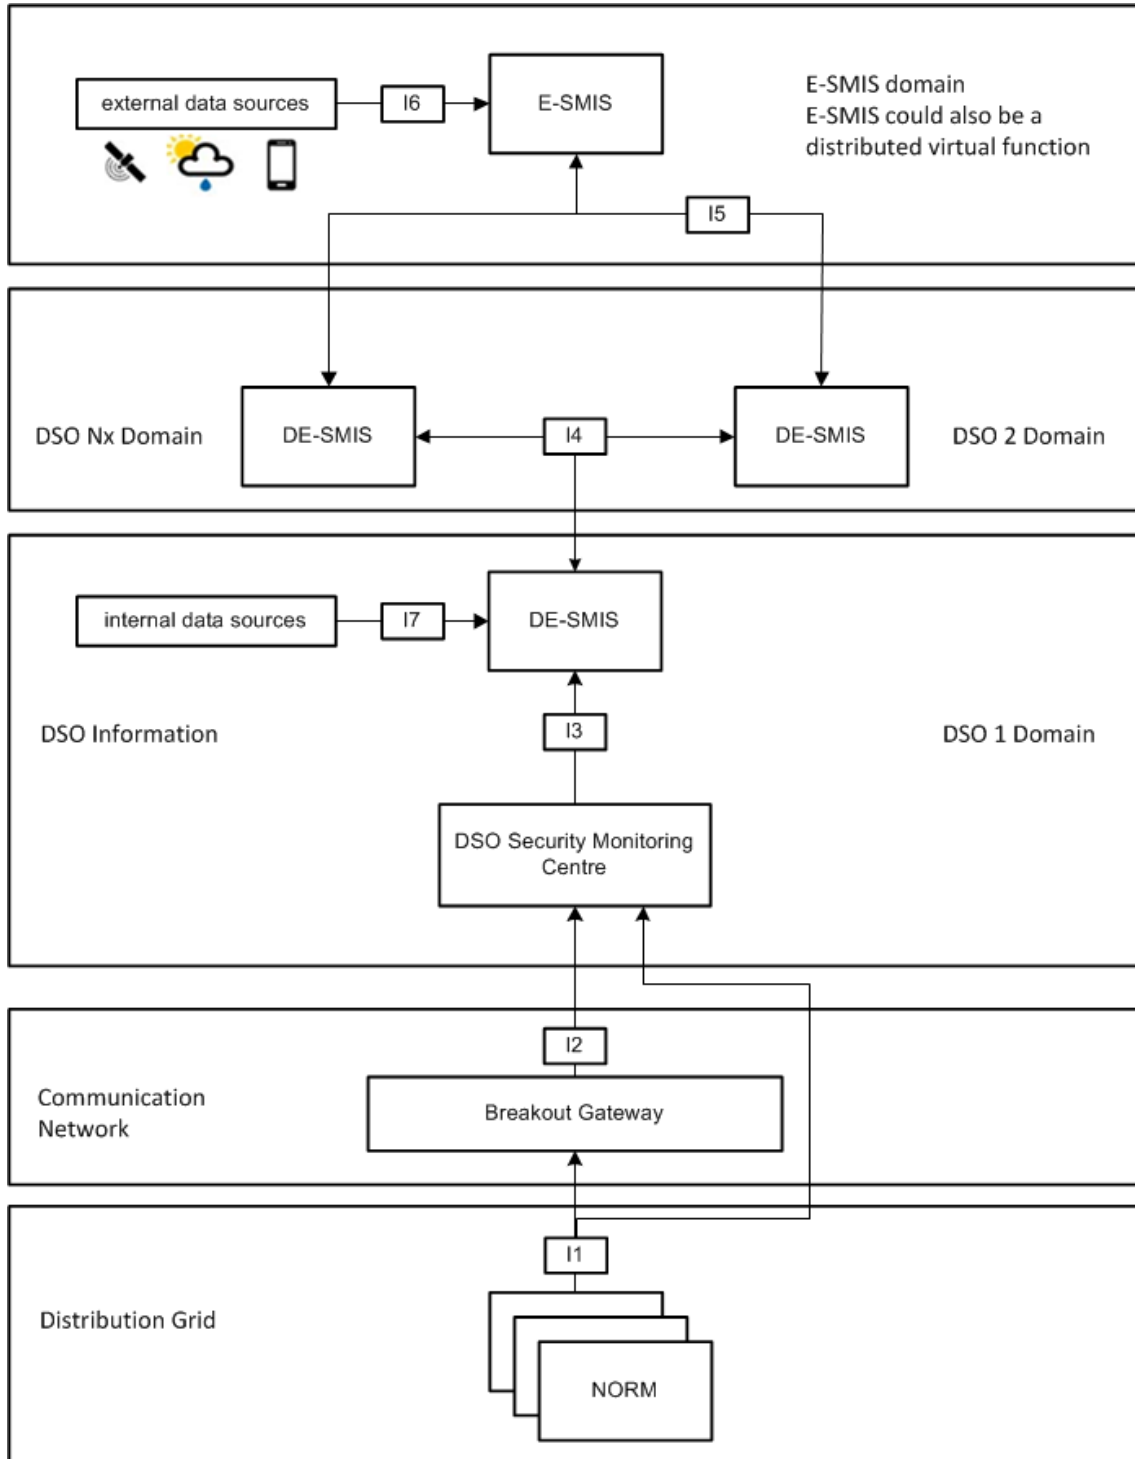 external data sources
I6
E-SMIS
E-SMIS domain
E-SMIS could also be a
distributed virtual function
I5
DSO Nx Domain
DE-SMIS
I4
DE-SMIS
DSO 2 Domain
internal data sources
I7
DE-SMIS
I3
DSO Information
DSO 1 Domain
DSO Security Monitoring
Centre
I2
Communication
Network
Breakout Gateway
I1
Distribution Grid
NORM